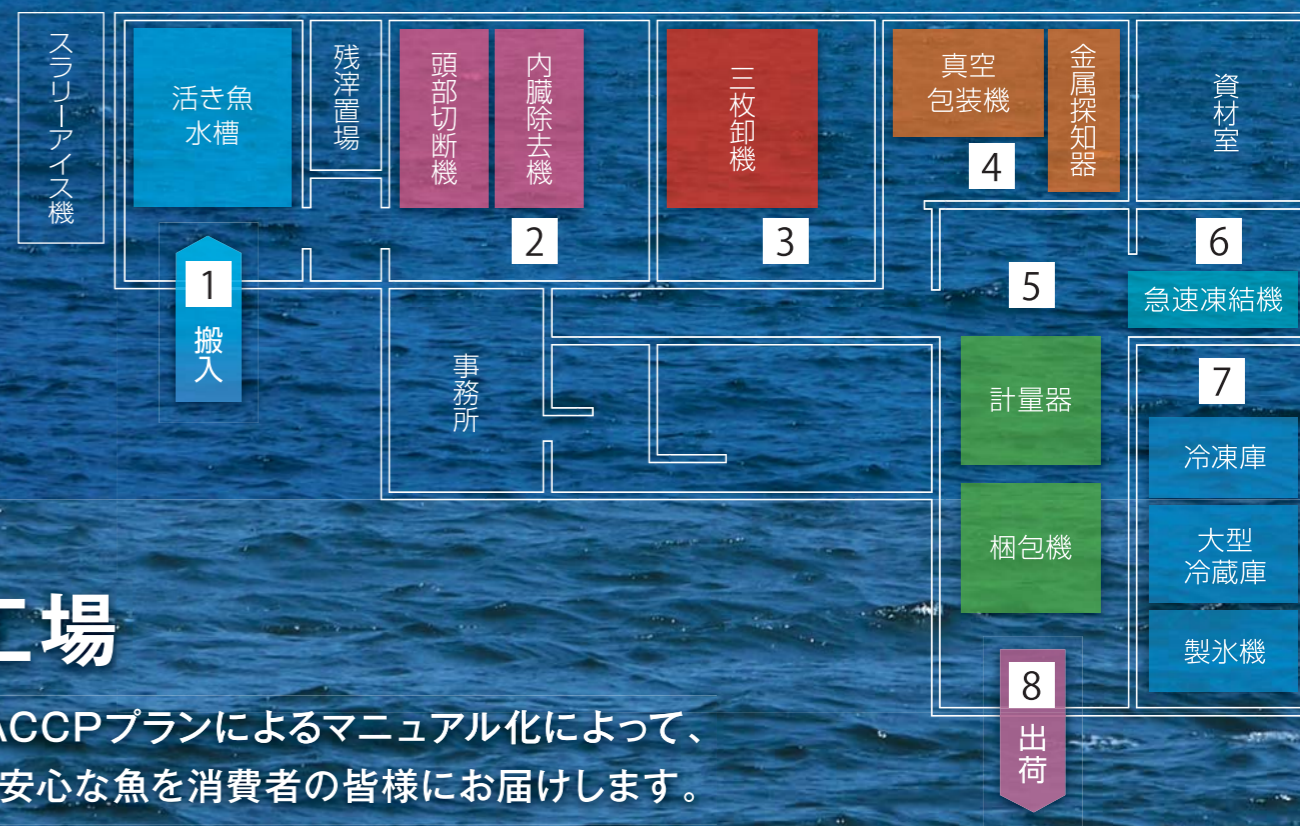 スラリーアイス機
活き魚
水槽
残滓置場
頭部切断機
内臓除去機
三枚卸機
真空
包装機
金属探知器
資材室
4
2
3
6
5
急速凍結機
1
搬入
事務所
計量器
7
冷凍庫
梱包機
大型
冷蔵庫
製氷機
8
出荷
工場
ACCPプランによるマニュアル化によって、
安心な魚を消費者の皆様にお届けします。